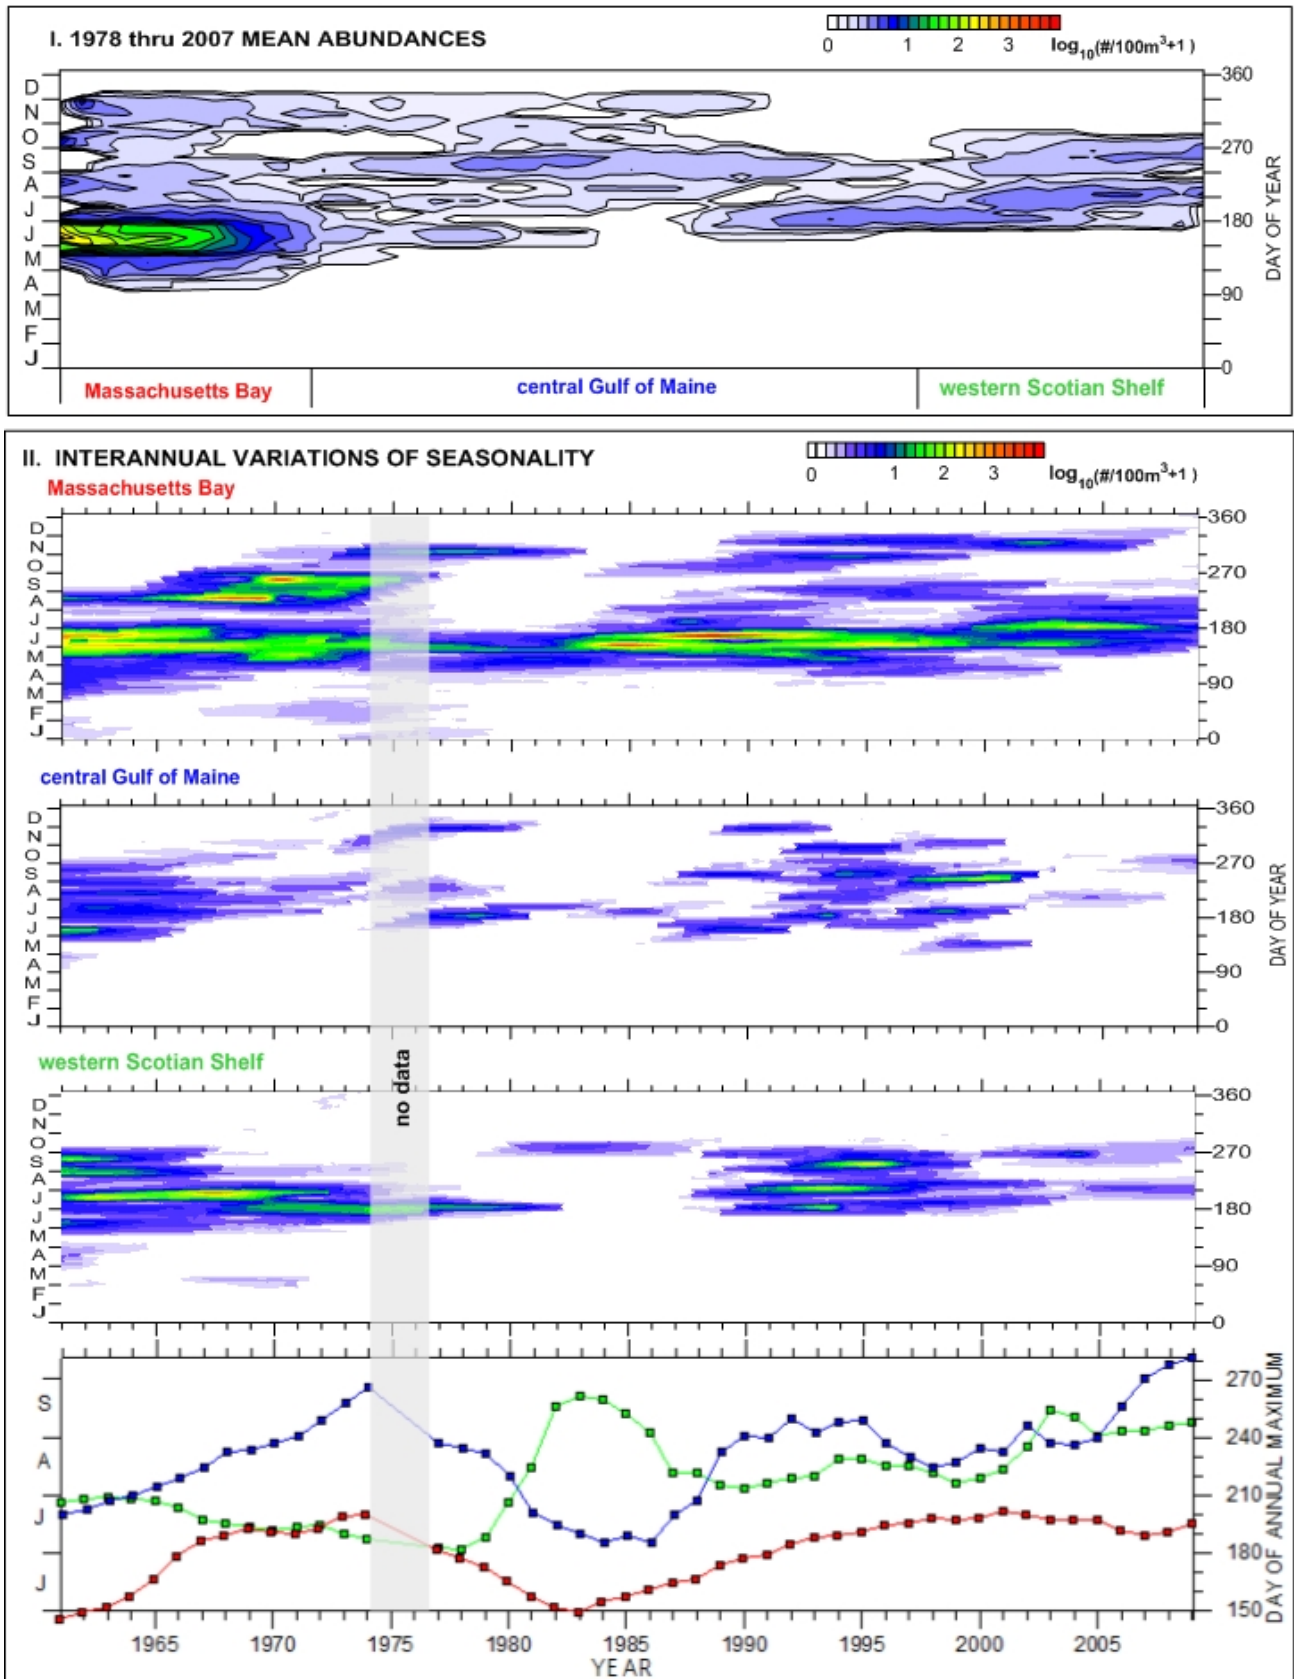 I. 1978 thru 2007 MEAN ABUNDANCES
0 1 2 3 log10(#/100m³+1 )
D
N
O
S
A
J
J
M
A
M
F
J
360
270
180
90
0
DAY OF YEAR
Massachusetts Bay central Gulf of Maine western Scotian Shelf
II. INTERANNUAL VARIATIONS OF SEASONALITY
0 1 2 3 log10(#/100m³+1 )
Massachusetts Bay
D
N
O
S
A
J
J
M
A
M
F
J
360
270
180
90
0
central Gulf of Maine
D
N
O
S
A
J
J
M
A
M
F
J
360
270
180
90
0
DAY OF YEAR
western Scotian Shelf
no data
D
N
O
S
A
J
J
M
A
M
F
J
360
270
180
90
0
S
A
J
J
270
240
210
180
150
DAY OF ANNUAL MAXIMUM
1965 1970 1975 1980 1985 1990 1995 2000 2005
YEAR